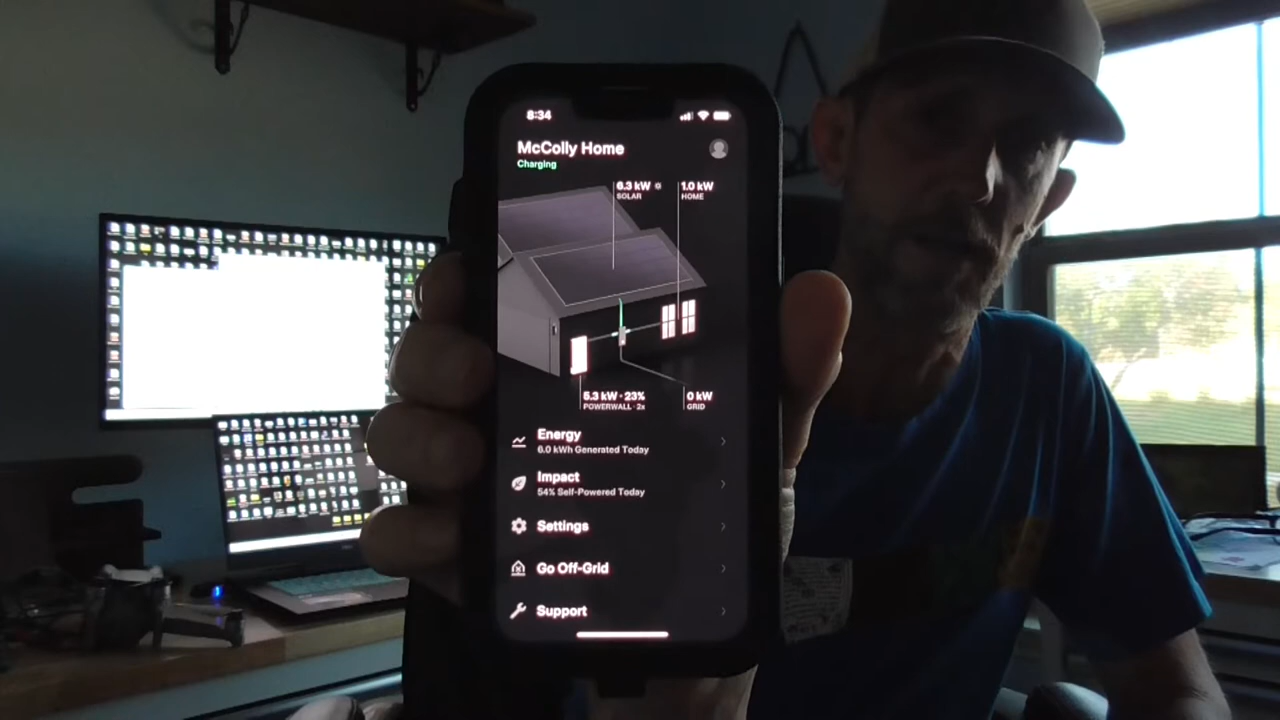 8:34
McColly Home
Charging
6.3 kW
SOLAR
1.0 kW
HOME
5.3 kW · 23%
POWERWALL · 2x
0 kW
GRID
Energy
6.0 kWh Generated Today
Impact
54% Self-Powered Today
Settings
Go Off-Grid
Support